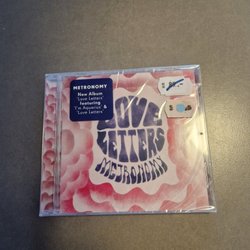 METRONOMY
New Album
'Love Letters'
featuring
'I'm Aquarius' &
'Love Letters'
LOVE
LETTERS
METRONOMY